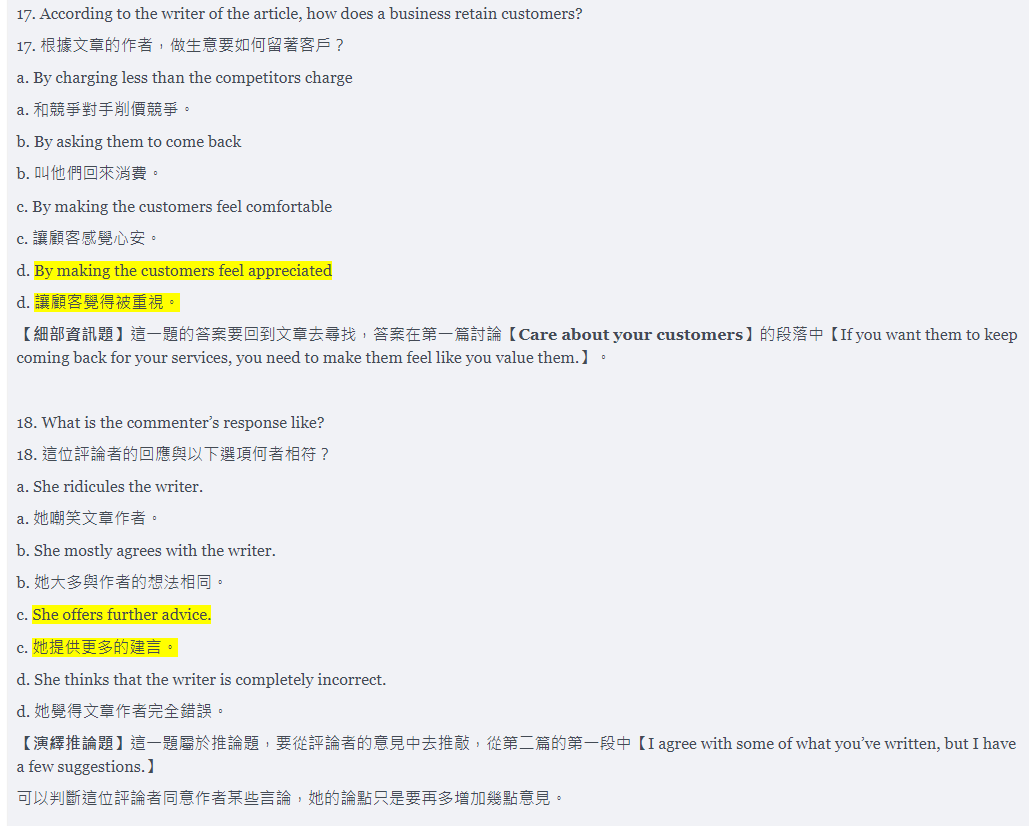 17. According to the writer of the article, how does a business retain customers?
17. 根據文章的作者，做生意要如何留著客戶？
a. By charging less than the competitors charge
a. 和競爭對手削價競爭。
b. By asking them to come back
b. 叫他們回來消費。
c. By making the customers feel comfortable
c. 讓顧客感覺心安。
d. By making the customers feel appreciated
d. 讓顧客覺得被重視。
【細部資訊題】這一題的答案要回到文章去尋找，答案在第一篇討論【Care about your customers】的段落中【If you want them to keep
coming back for your services, you need to make them feel like you value them.】。
18. What is the commenter’s response like?
18. 這位評論者的回應與以下選項何者相符？
a. She ridicules the writer.
a. 她嘲笑文章作者。
b. She mostly agrees with the writer.
b. 她大多與作者的想法相同。
c. She offers further advice.
c. 她提供更多的建言。
d. She thinks that the writer is completely incorrect.
d. 她覺得文章作者完全錯誤。
【演繹推論題】這一題屬於推論題，要從評論者的意見中去推敲，從第二篇的第一段中【I agree with some of what you’ve written, but I have
a few suggestions.】
可以判斷這位評論者同意作者某些言論，她的論點只是要再多增加幾點意見。